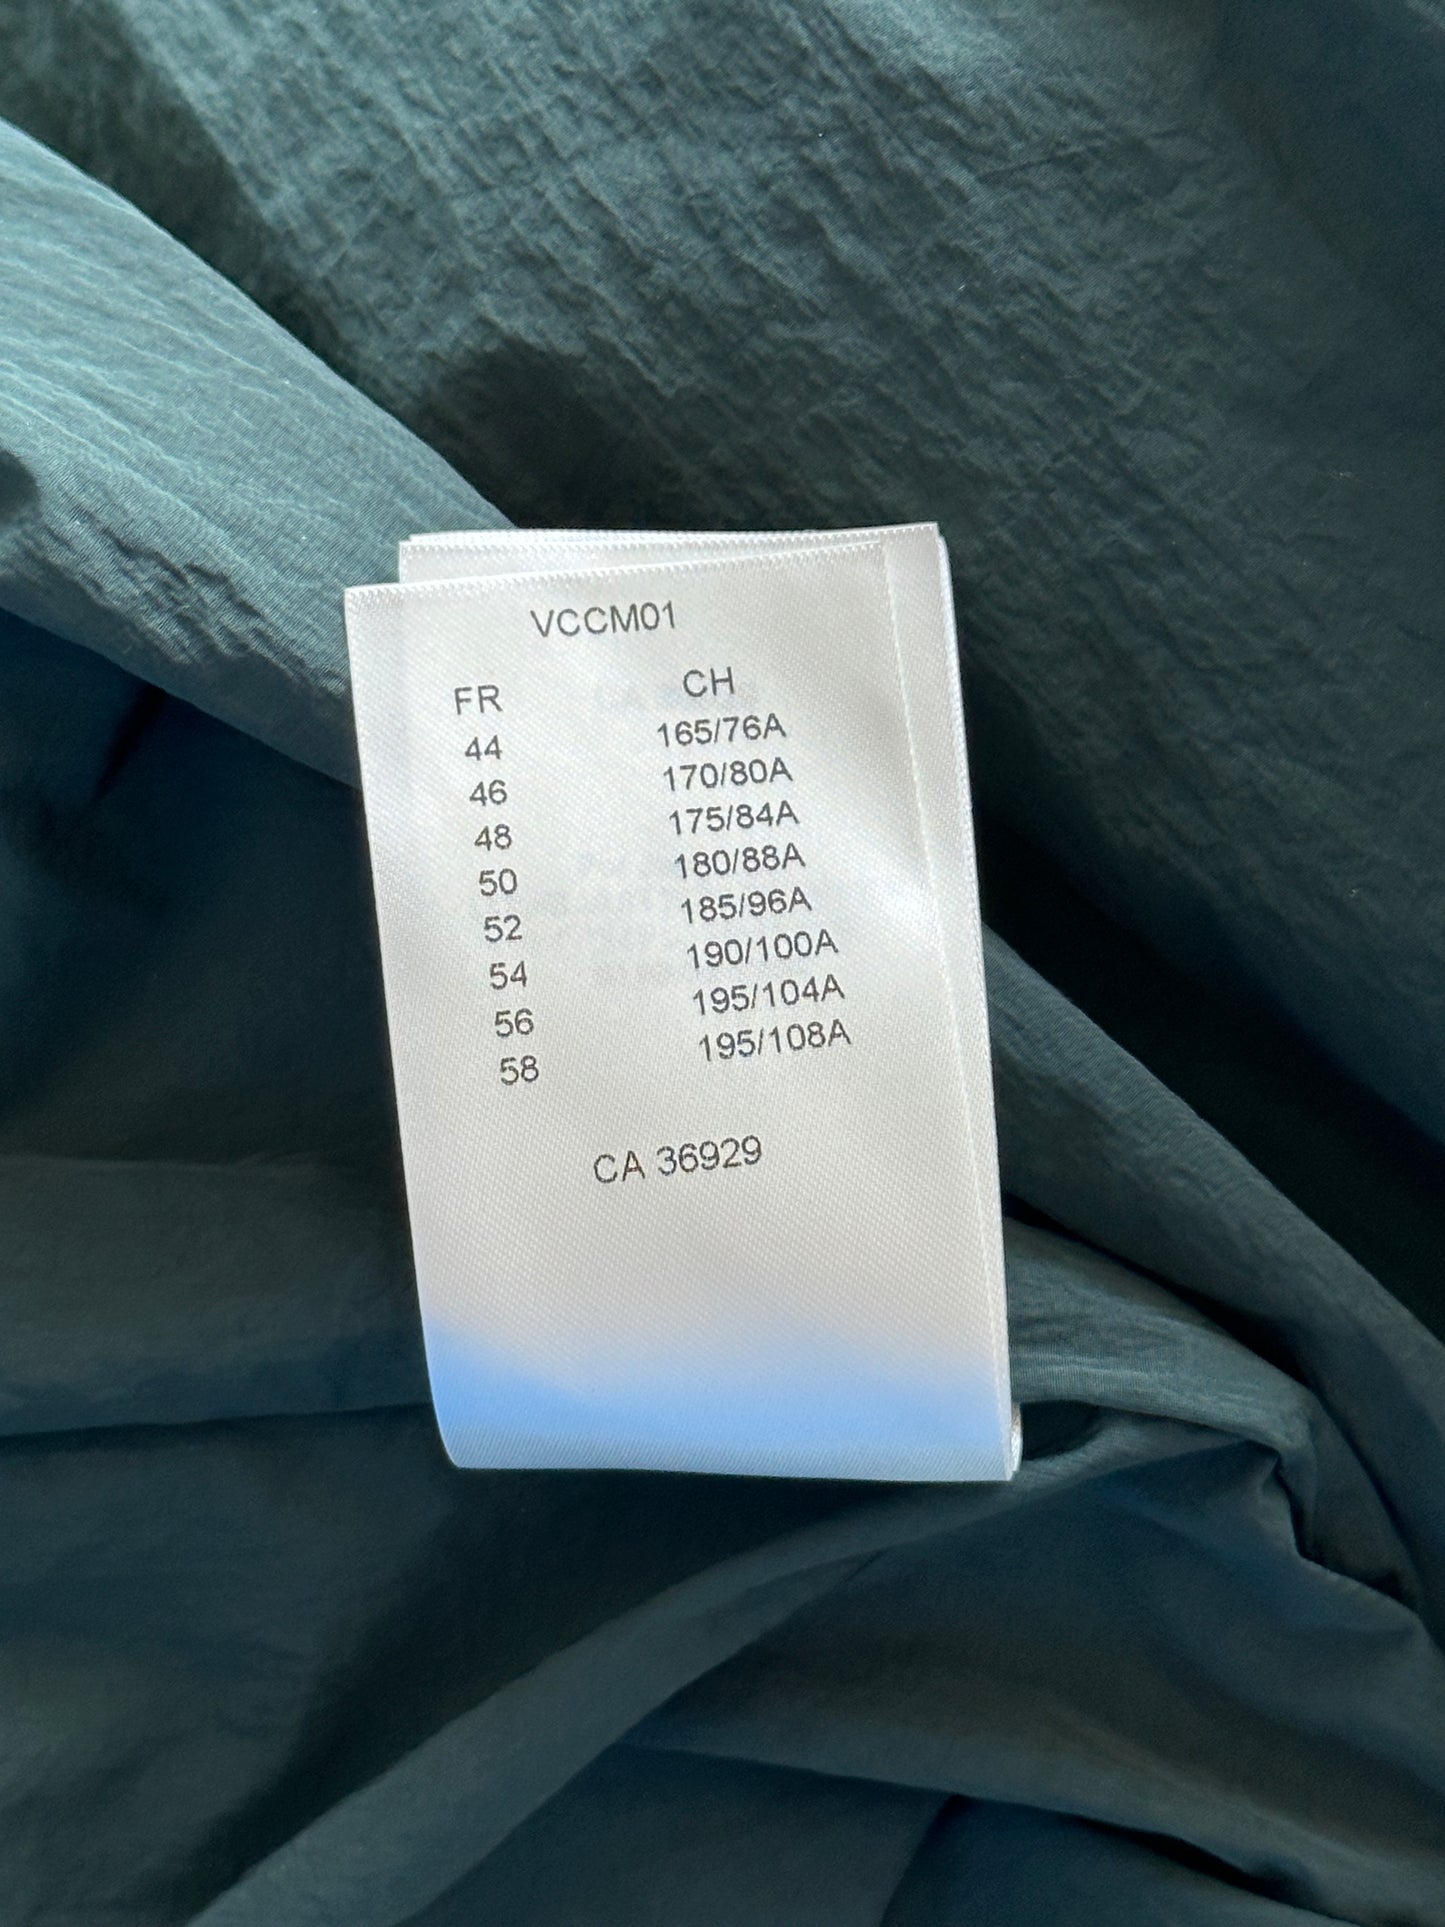 VCCM01
FR CH
44 165/76A
46 170/80A
48 175/84A
50 180/88A
52 185/96A
54 190/100A
56 195/104A
58 195/108A
CA 36929